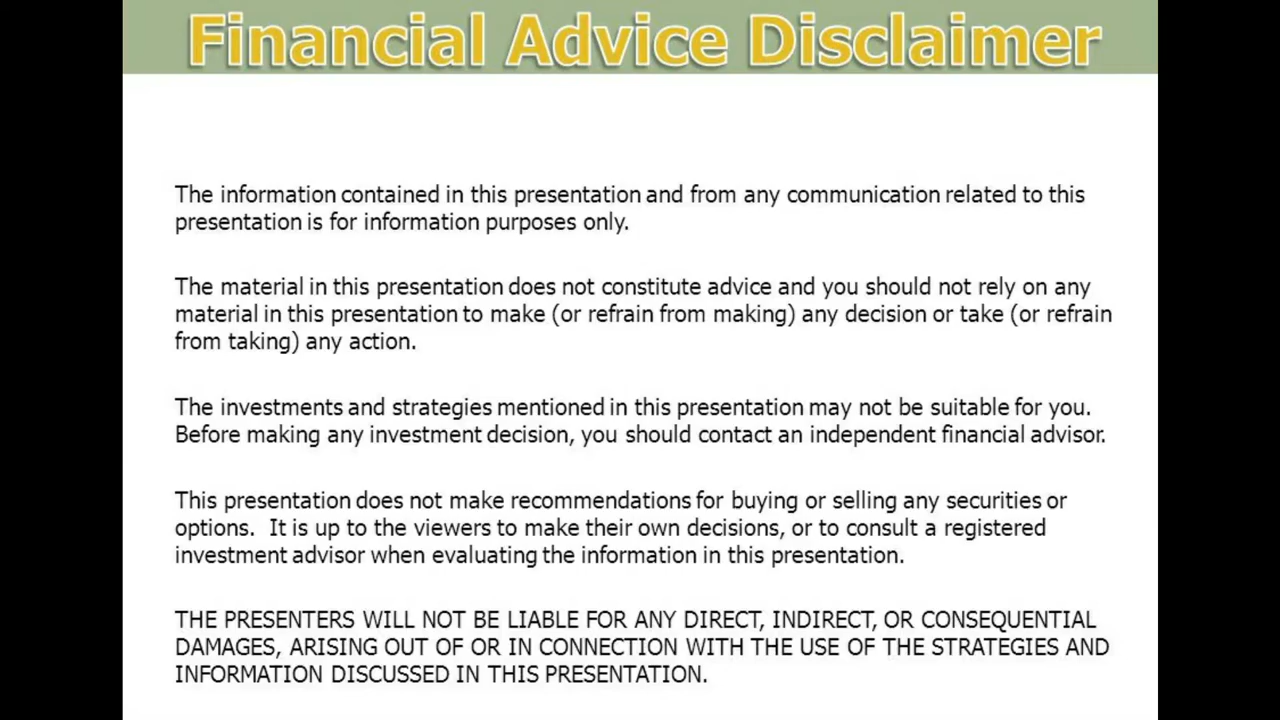 Financial Advice Disclaimer
The information contained in this presentation and from any communication related to this
presentation is for information purposes only.
The material in this presentation does not constitute advice and you should not rely on any
material in this presentation to make (or refrain from making) any decision or take (or refrain
from taking) any action.
The investments and strategies mentioned in this presentation may not be suitable for you.
Before making any investment decision, you should contact an independent financial advisor.
This presentation does not make recommendations for buying or selling any securities or
options.  It is up to the viewers to make their own decisions, or to consult a registered
investment advisor when evaluating the information in this presentation.
THE PRESENTERS WILL NOT BE LIABLE FOR ANY DIRECT, INDIRECT, OR CONSEQUENTIAL
DAMAGES, ARISING OUT OF OR IN CONNECTION WITH THE USE OF THE STRATEGIES AND
INFORMATION DISCUSSED IN THIS PRESENTATION.